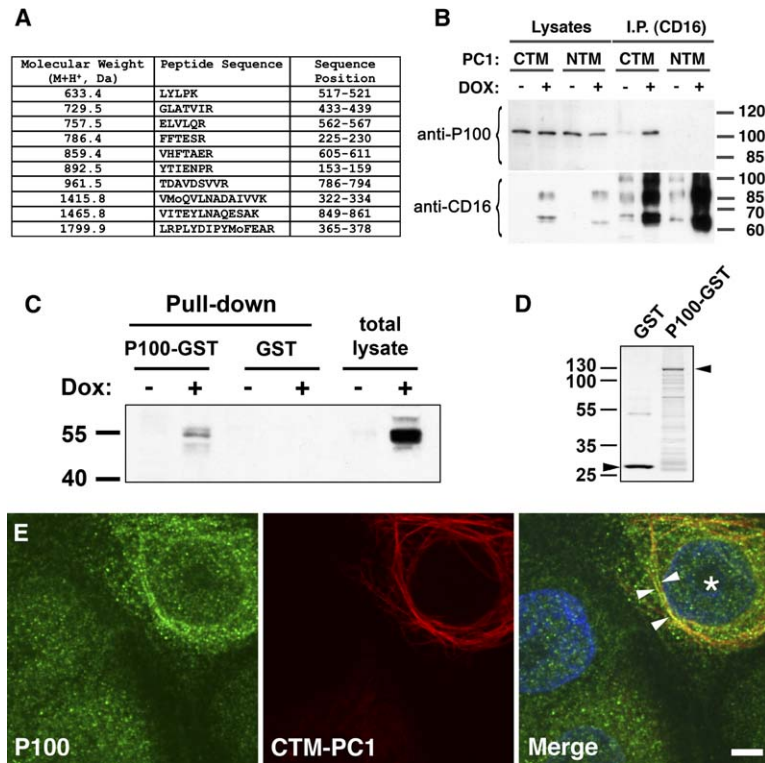 A
Molecular Weight (M+H⁺, Da) Peptide Sequence Sequence Position
633.4 LYLPK 517-521
729.5 GLATVIR 433-439
757.5 ELVLQR 562-567
786.4 FFTESR 225-230
859.4 VHFTAER 605-611
892.5 YTIENPR 153-159
961.5 TDAVDSVVR 786-794
1415.8 VMoQVLNADAIVVK 322-334
1465.8 VITEYLNAQESAK 849-861
1799.9 LRPLYDIPYMoFEAR 365-378
B
Lysates I.P. (CD16)
PC1: CTM NTM CTM NTM
DOX: - + - + - + - +
anti-P100
120
100
85
anti-CD16
100
85
70
60
C
Pull-down
P100-GST GST total lysate
Dox: - + - + - +
55
40
D
GST P100-GST
130
100
55
35
25
E
P100
CTM-PC1
*
Merge